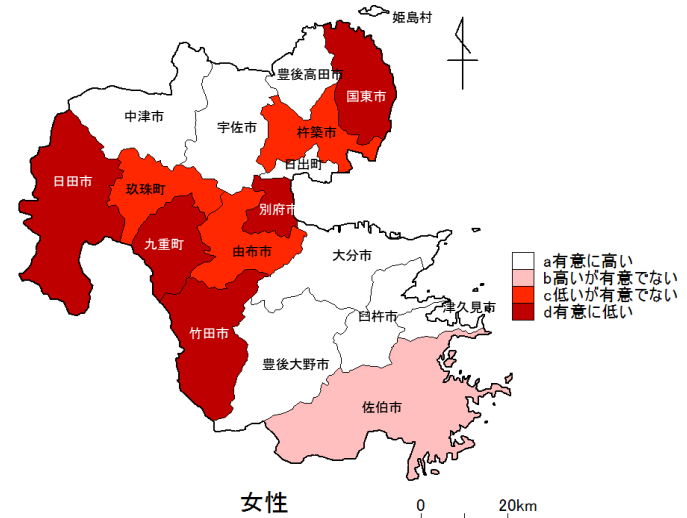 姫島村
豊後高田市
国東市
中津市
宇佐市
杵築市
日出町
日田市
玖珠町
別府市
九重町
由布市
大分市
a有意に高い
b高いが有意でない
c低いが有意でない
d有意に低い
津久見市
臼杵市
竹田市
豊後大野市
佐伯市
女性
0 20km